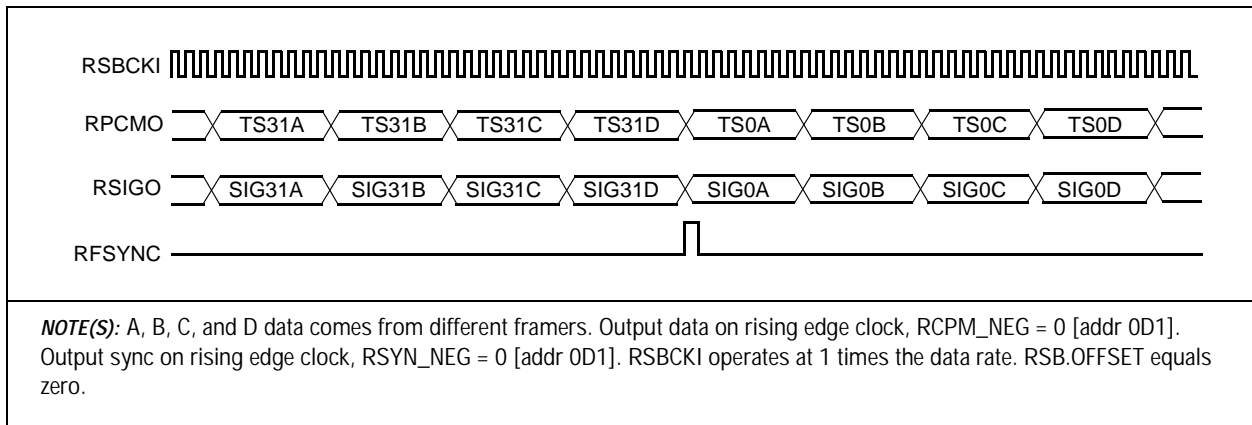 RSBCKI
RPCMO TS31A TS31B TS31C TS31D TS0A TS0B TS0C TS0D
RSIGO SIG31A SIG31B SIG31C SIG31D SIG0A SIG0B SIG0C SIG0D
RFSYNC
NOTE(S): A, B, C, and D data comes from different framers. Output data on rising edge clock, RCPM_NEG = 0 [addr 0D1].
Output sync on rising edge clock, RSYN_NEG = 0 [addr 0D1]. RSBCKI operates at 1 times the data rate. RSB.OFFSET equals
zero.